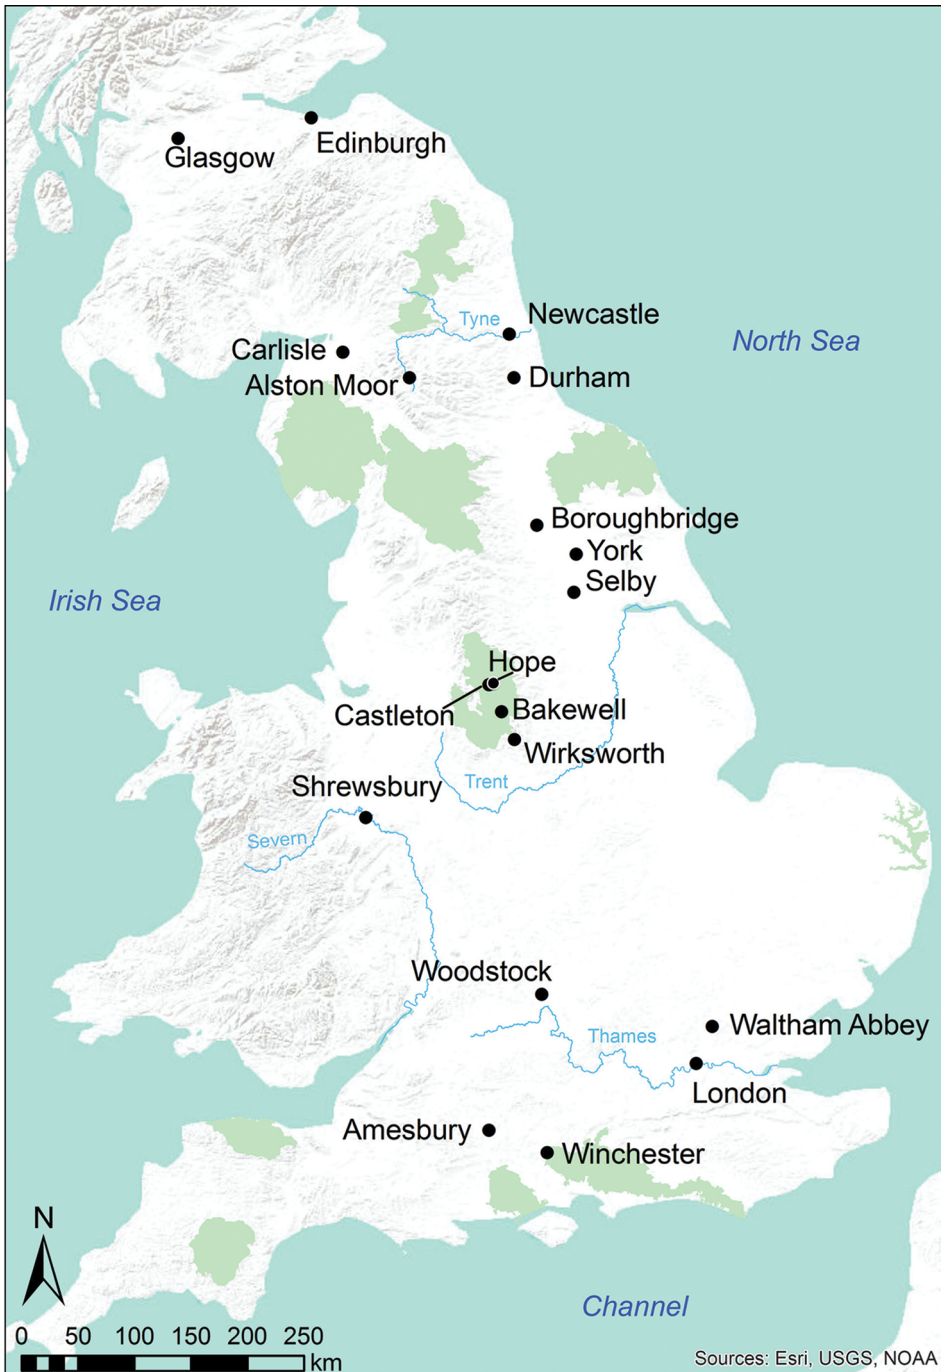 Edinburgh
Glasgow
Newcastle
Tyne
North Sea
Carlisle
Alston Moor
Durham
Boroughbridge
York
Selby
Irish Sea
Hope
Castleton
Bakewell
Wirksworth
Trent
Shrewsbury
Severn
Woodstock
Waltham Abbey
Thames
London
Amesbury
Winchester
N
Channel
0 50 100 150 200 250
km
Sources: Esri, USGS, NOAA